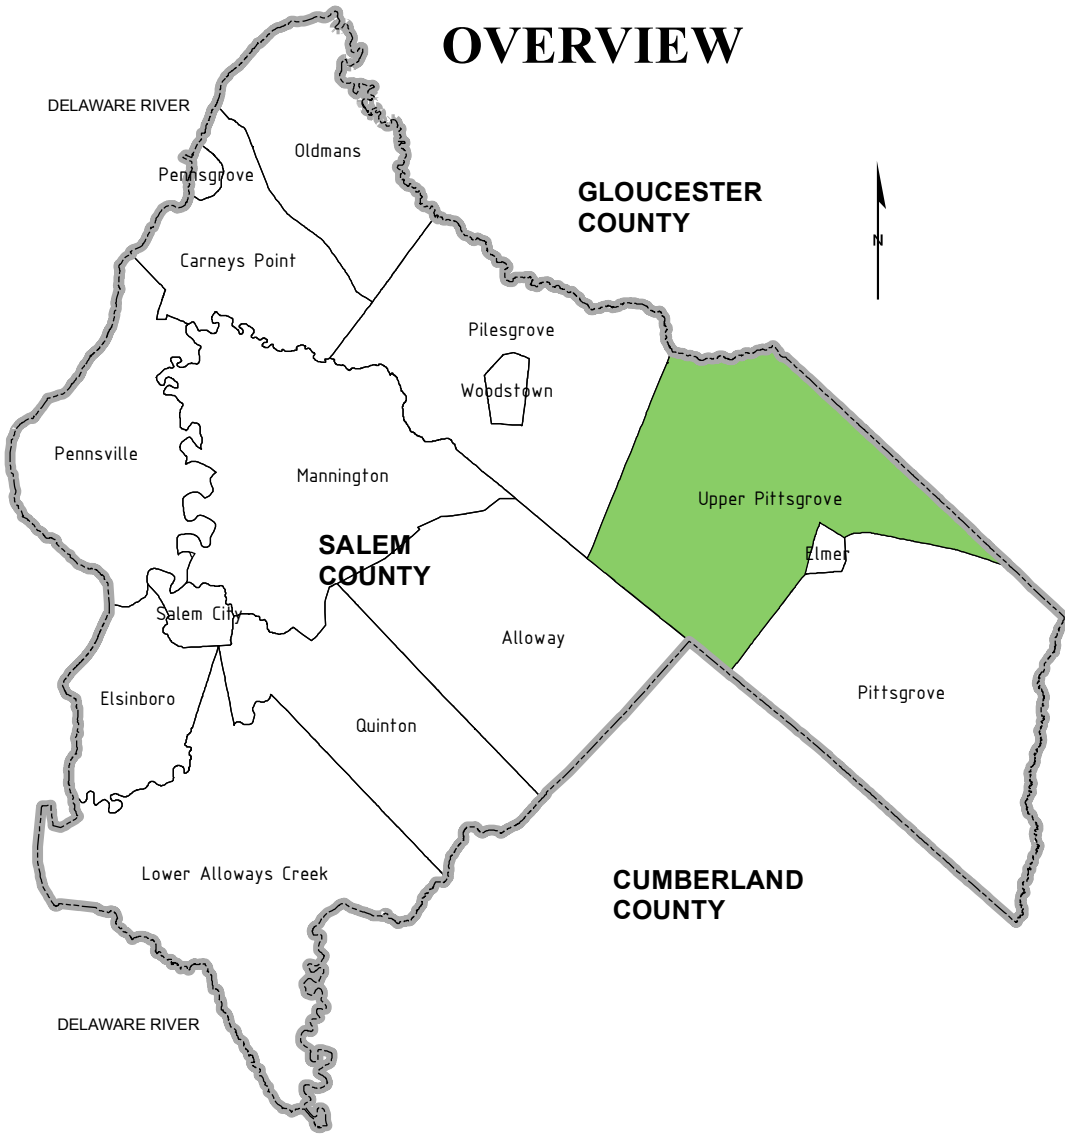 OVERVIEW
DELAWARE RIVER
Oldmans
Pennsgrove
GLOUCESTER
COUNTY
N
Carneys Point
Pilesgrove
Woodstown
Pennsville
Mannington
Upper Pittsgrove
SALEM
COUNTY
Elmer
Salem City
Alloway
Elsinboro
Pittsgrove
Quinton
Lower Alloways Creek
CUMBERLAND
COUNTY
DELAWARE RIVER